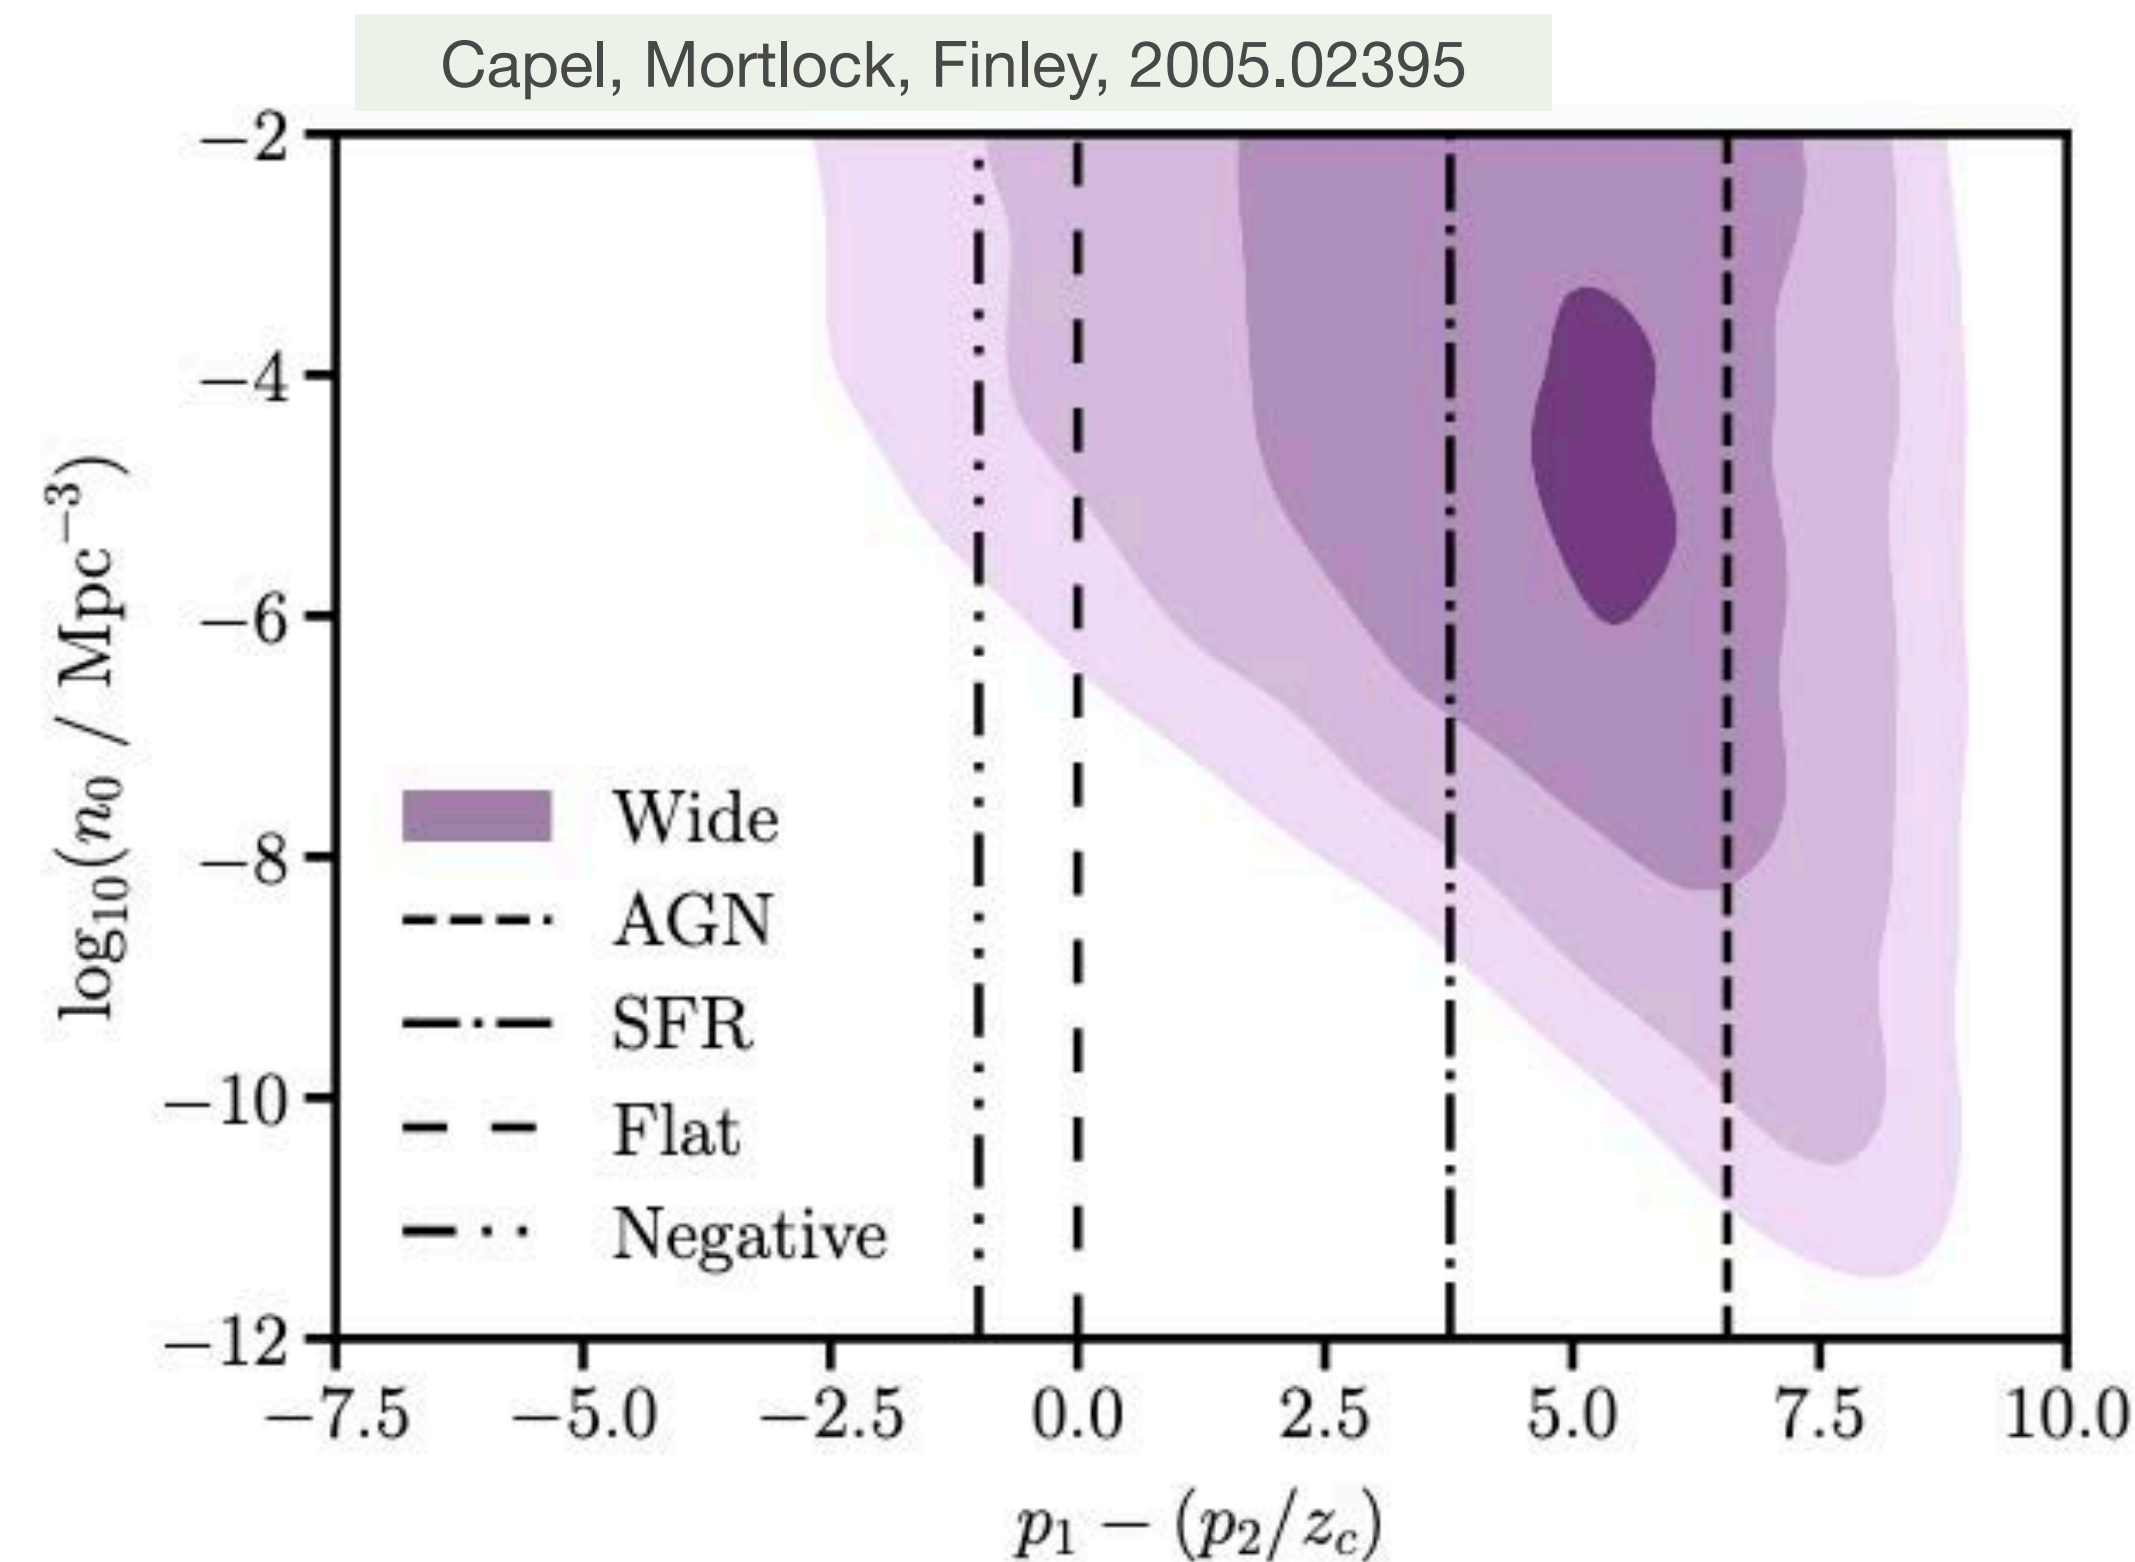 Capel, Mortlock, Finley, 2005.02395
−2
−4
−6
−8
−10
−12
log₁₀(n₀ / Mpc⁻³)
Wide
AGN
SFR
Flat
Negative
−7.5 −5.0 −2.5 0.0 2.5 5.0 7.5 10.0
p₁ − (p₂/z_c)